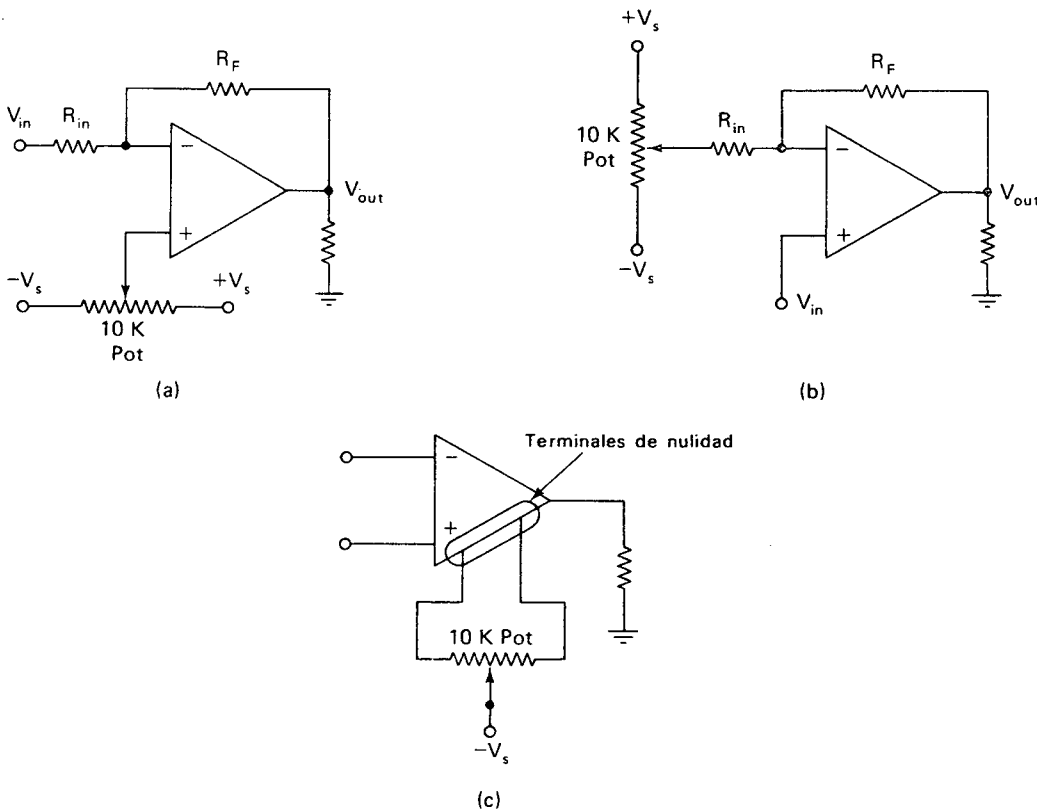 R_F
V_in
R_in
−
V_out
+
−V_s
+V_s
10 K
Pot
(a)
+V_s
R_F
R_in
10 K
Pot
−
V_out
+
−V_s
V_in
(b)
Terminales de nulidad
−
+
10 K Pot
−V_s
(c)